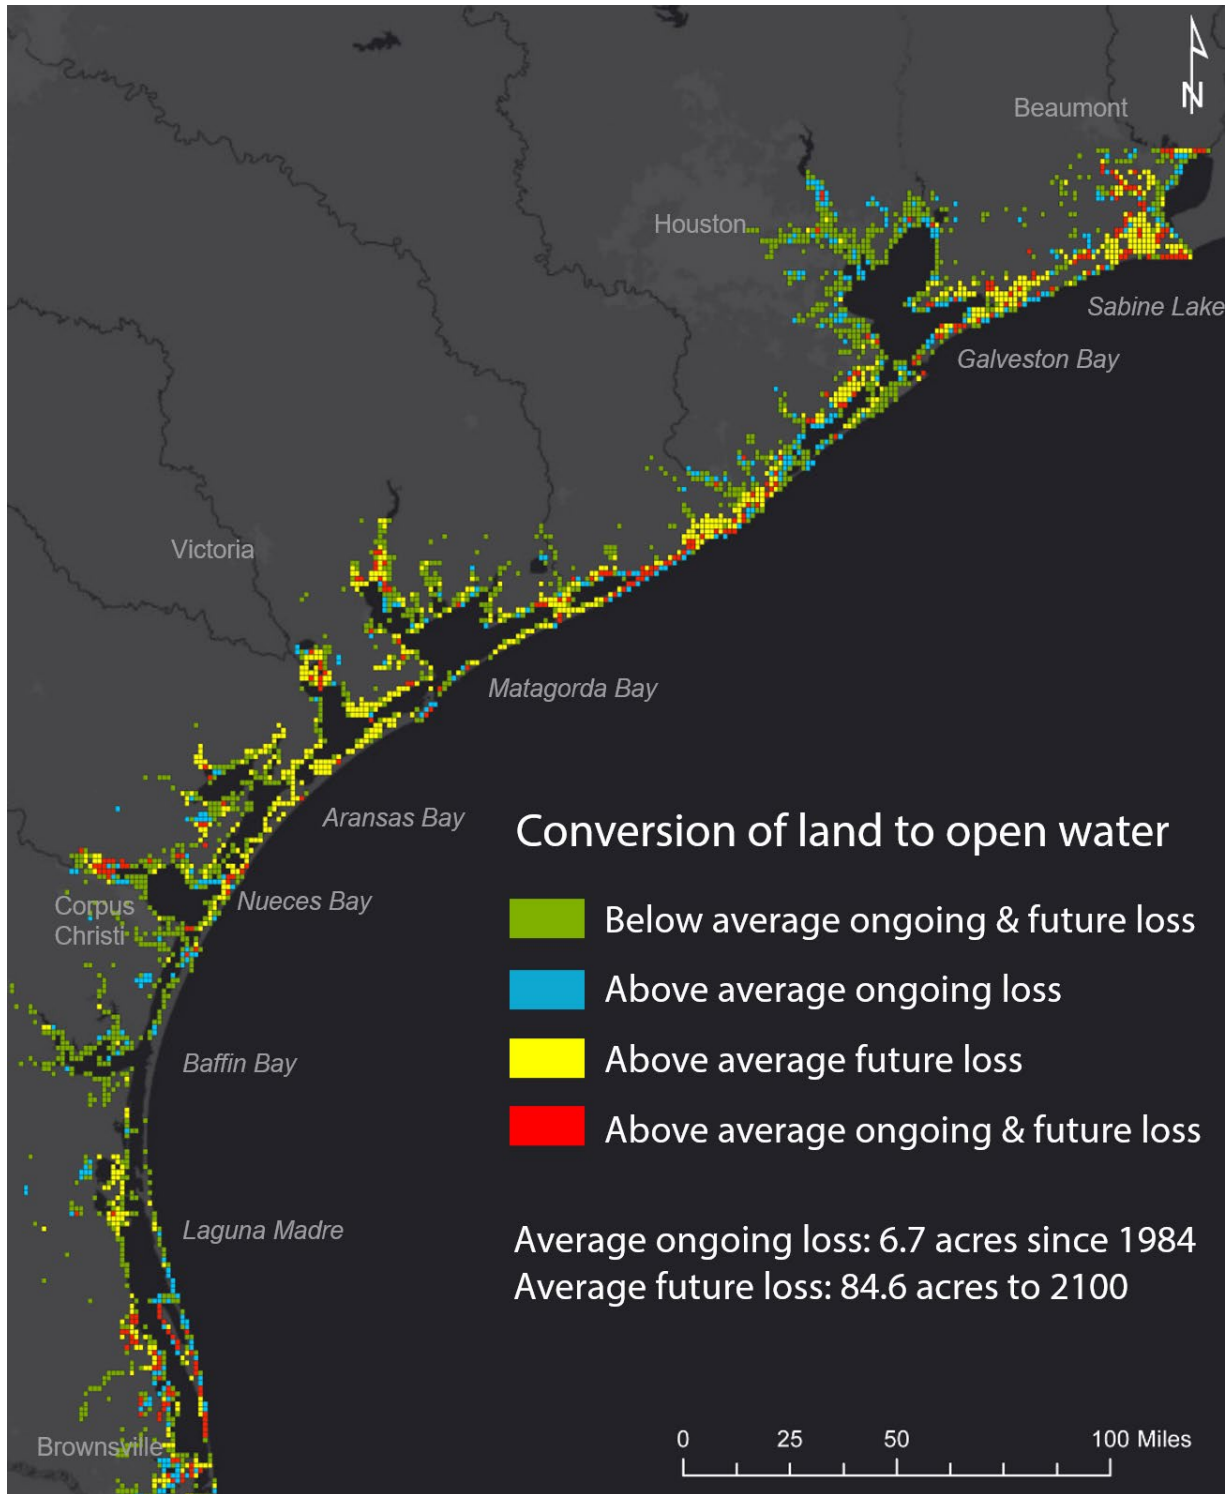 N
Beaumont
Houston
Sabine Lake
Galveston Bay
Victoria
Matagorda Bay
Aransas Bay
Corpus
Christi
Nueces Bay
Baffin Bay
Laguna Madre
Brownsville
Conversion of land to open water
Below average ongoing & future loss
Above average ongoing loss
Above average future loss
Above average ongoing & future loss
Average ongoing loss: 6.7 acres since 1984
Average future loss: 84.6 acres to 2100
0 25 50 100 Miles